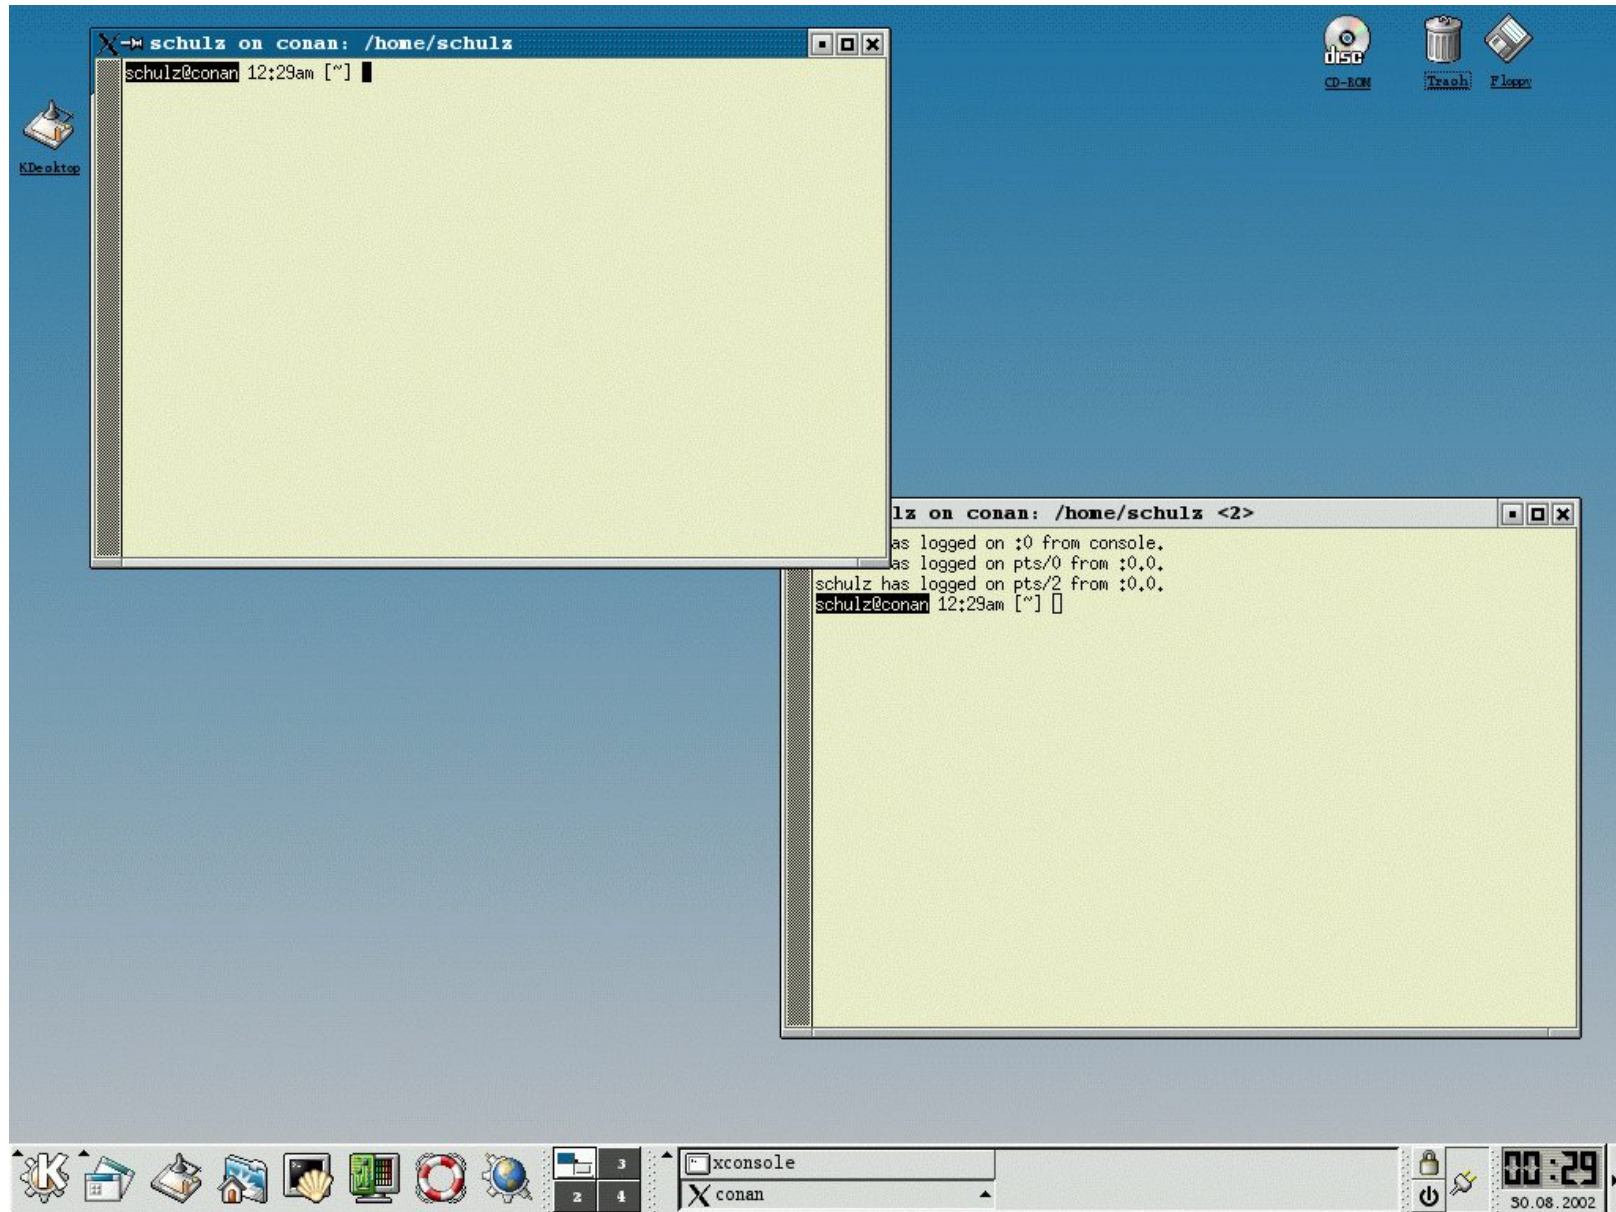 schulz on conan: /home/schulz
schulz@conan 12:29am [~]
disc
CD-ROM
Trash
Floppy
KDesktop
lz on conan: /home/schulz <2>
as logged on :0 from console.
as logged on pts/0 from :0.0.
schulz has logged on pts/2 from :0.0.
schulz@conan 12:29am [~]
3
2 4
xconsole
conan
00:29
30.08.2002